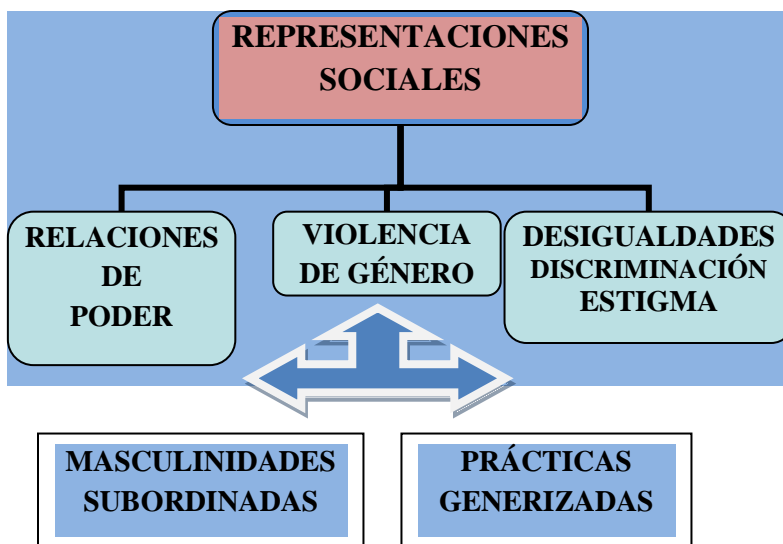 REPRESENTACIONES
SOCIALES
RELACIONES
DE
PODER
VIOLENCIA
DE GÉNERO
DESIGUALDADES
DISCRIMINACIÓN
ESTIGMA
MASCULINIDADES
SUBORDINADAS
PRÁCTICAS
GENERIZADAS